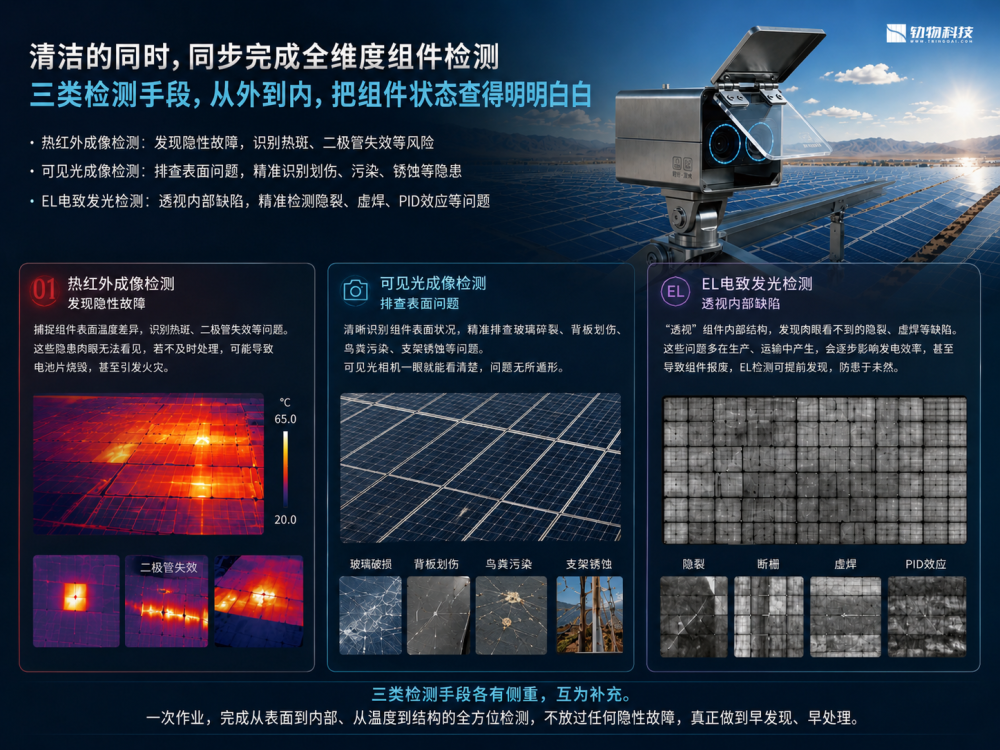 清洁的同时，同步完成全维度组件检测
三类检测手段，从外到内，把组件状态查得明明白白
· 热红外成像检测：发现隐性故障，识别热斑、二极管失效等风险
· 可见光成像检测：排查表面问题，精准识别划伤、污染、锈蚀等隐患
· EL电致发光检测：透视内部缺陷，精准检测隐裂、虚焊、PID效应等问题
物科技
01
热红外成像检测
发现隐性故障
捕捉组件表面温度差异，识别热斑、二极管失效等问题。
这些隐患肉眼无法看见，若不及时处理，可能导致
电池片烧毁，甚至引发火灾。
℃
65.0
20.0
二极管失效
可见光成像检测
排查表面问题
清晰识别组件表面状况，精准排查玻璃碎裂、背板划伤、
鸟粪污染、支架锈蚀等问题。
可见光相机一眼就能看清楚，问题无所遁形。
玻璃破损
背板划伤
鸟粪污染
支架锈蚀
EL
EL电致发光检测
透视内部缺陷
“透视”组件内部结构，发现肉眼看不到的隐裂、虚焊等缺陷。
这些问题多在生产、运输中产生，会逐步影响发电效率，甚至
导致组件报废，EL检测可提前发现，防患于未然。
隐裂
断栅
虚焊
PID效应
三类检测手段各有侧重，互为补充。
一次作业，完成从表面到内部、从温度到结构的全方位检测，不放过任何隐性故障，真正做到早发现、早处理。